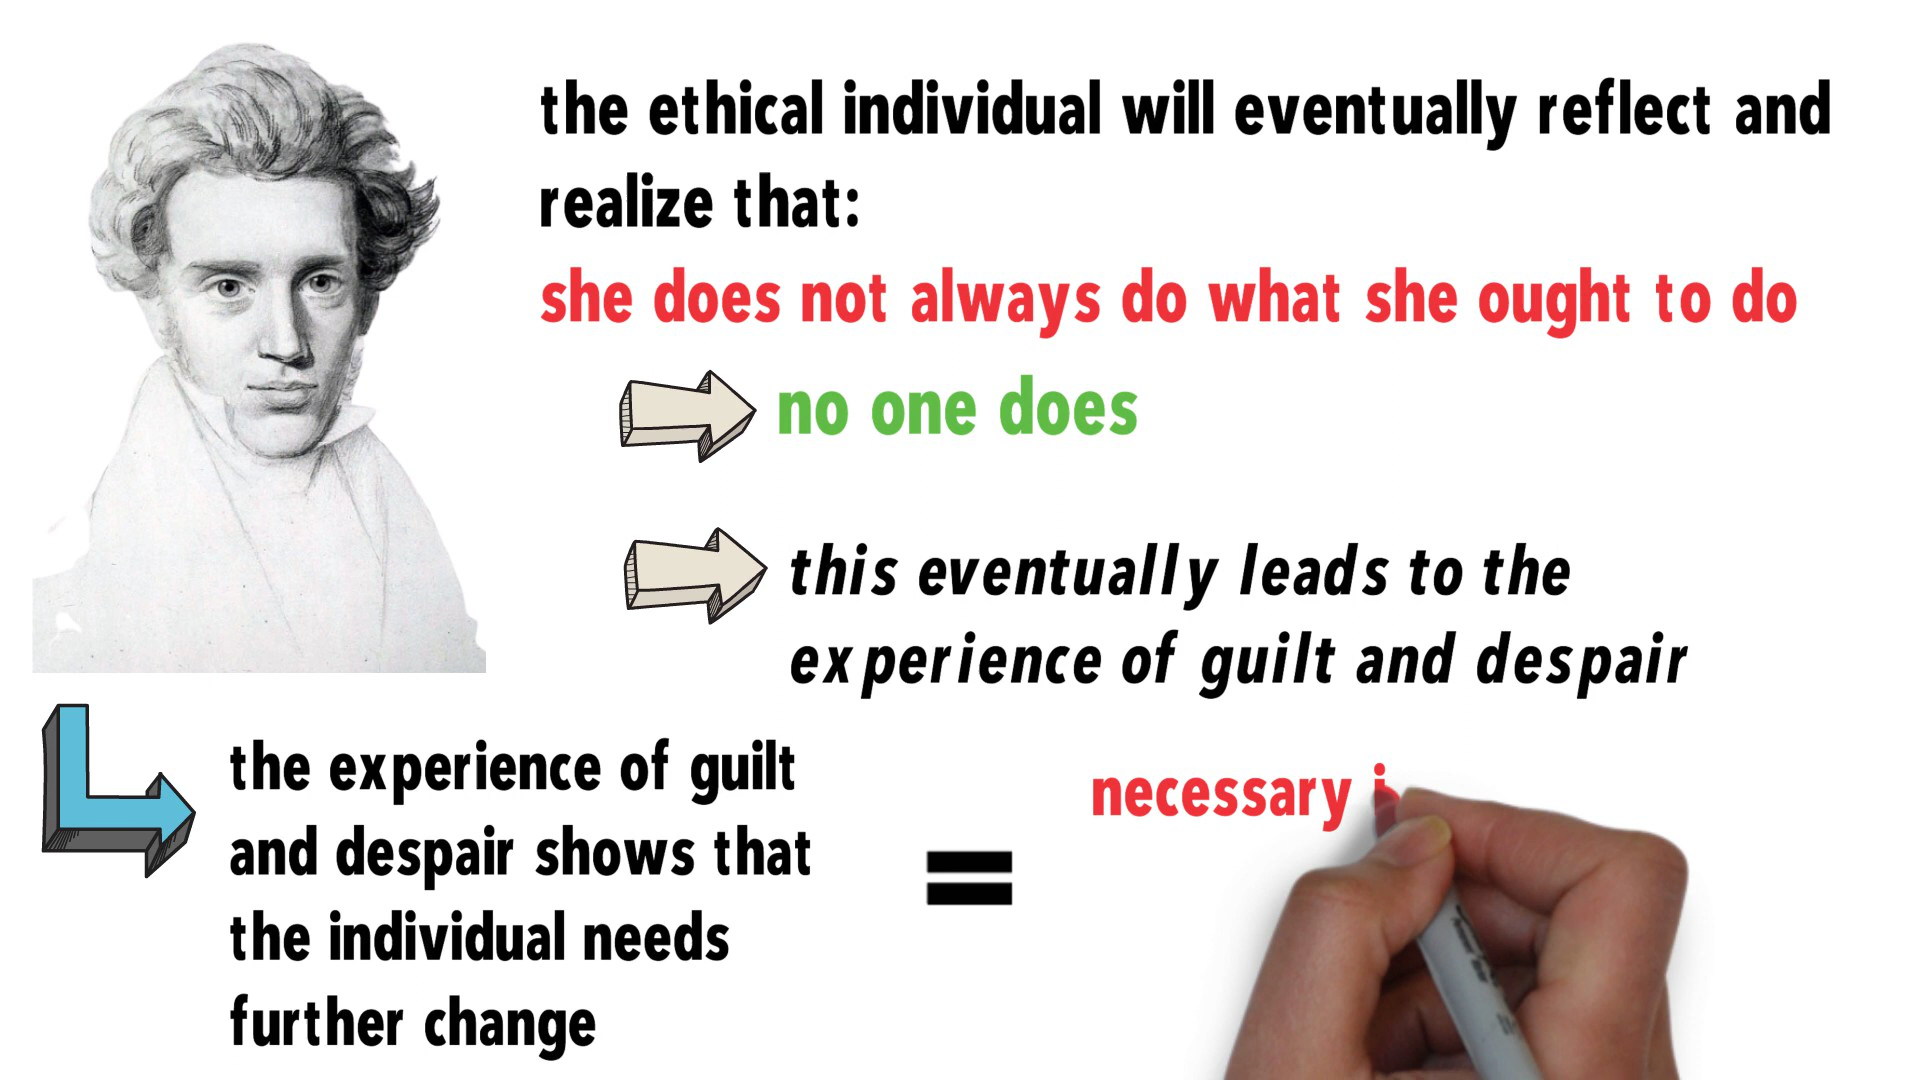 the ethical individual will eventually reflect and
realize that:
she does not always do what she ought to do
no one does
this eventually leads to the
experience of guilt and despair
the experience of guilt
and despair shows that
the individual needs
further change
=
necessary i